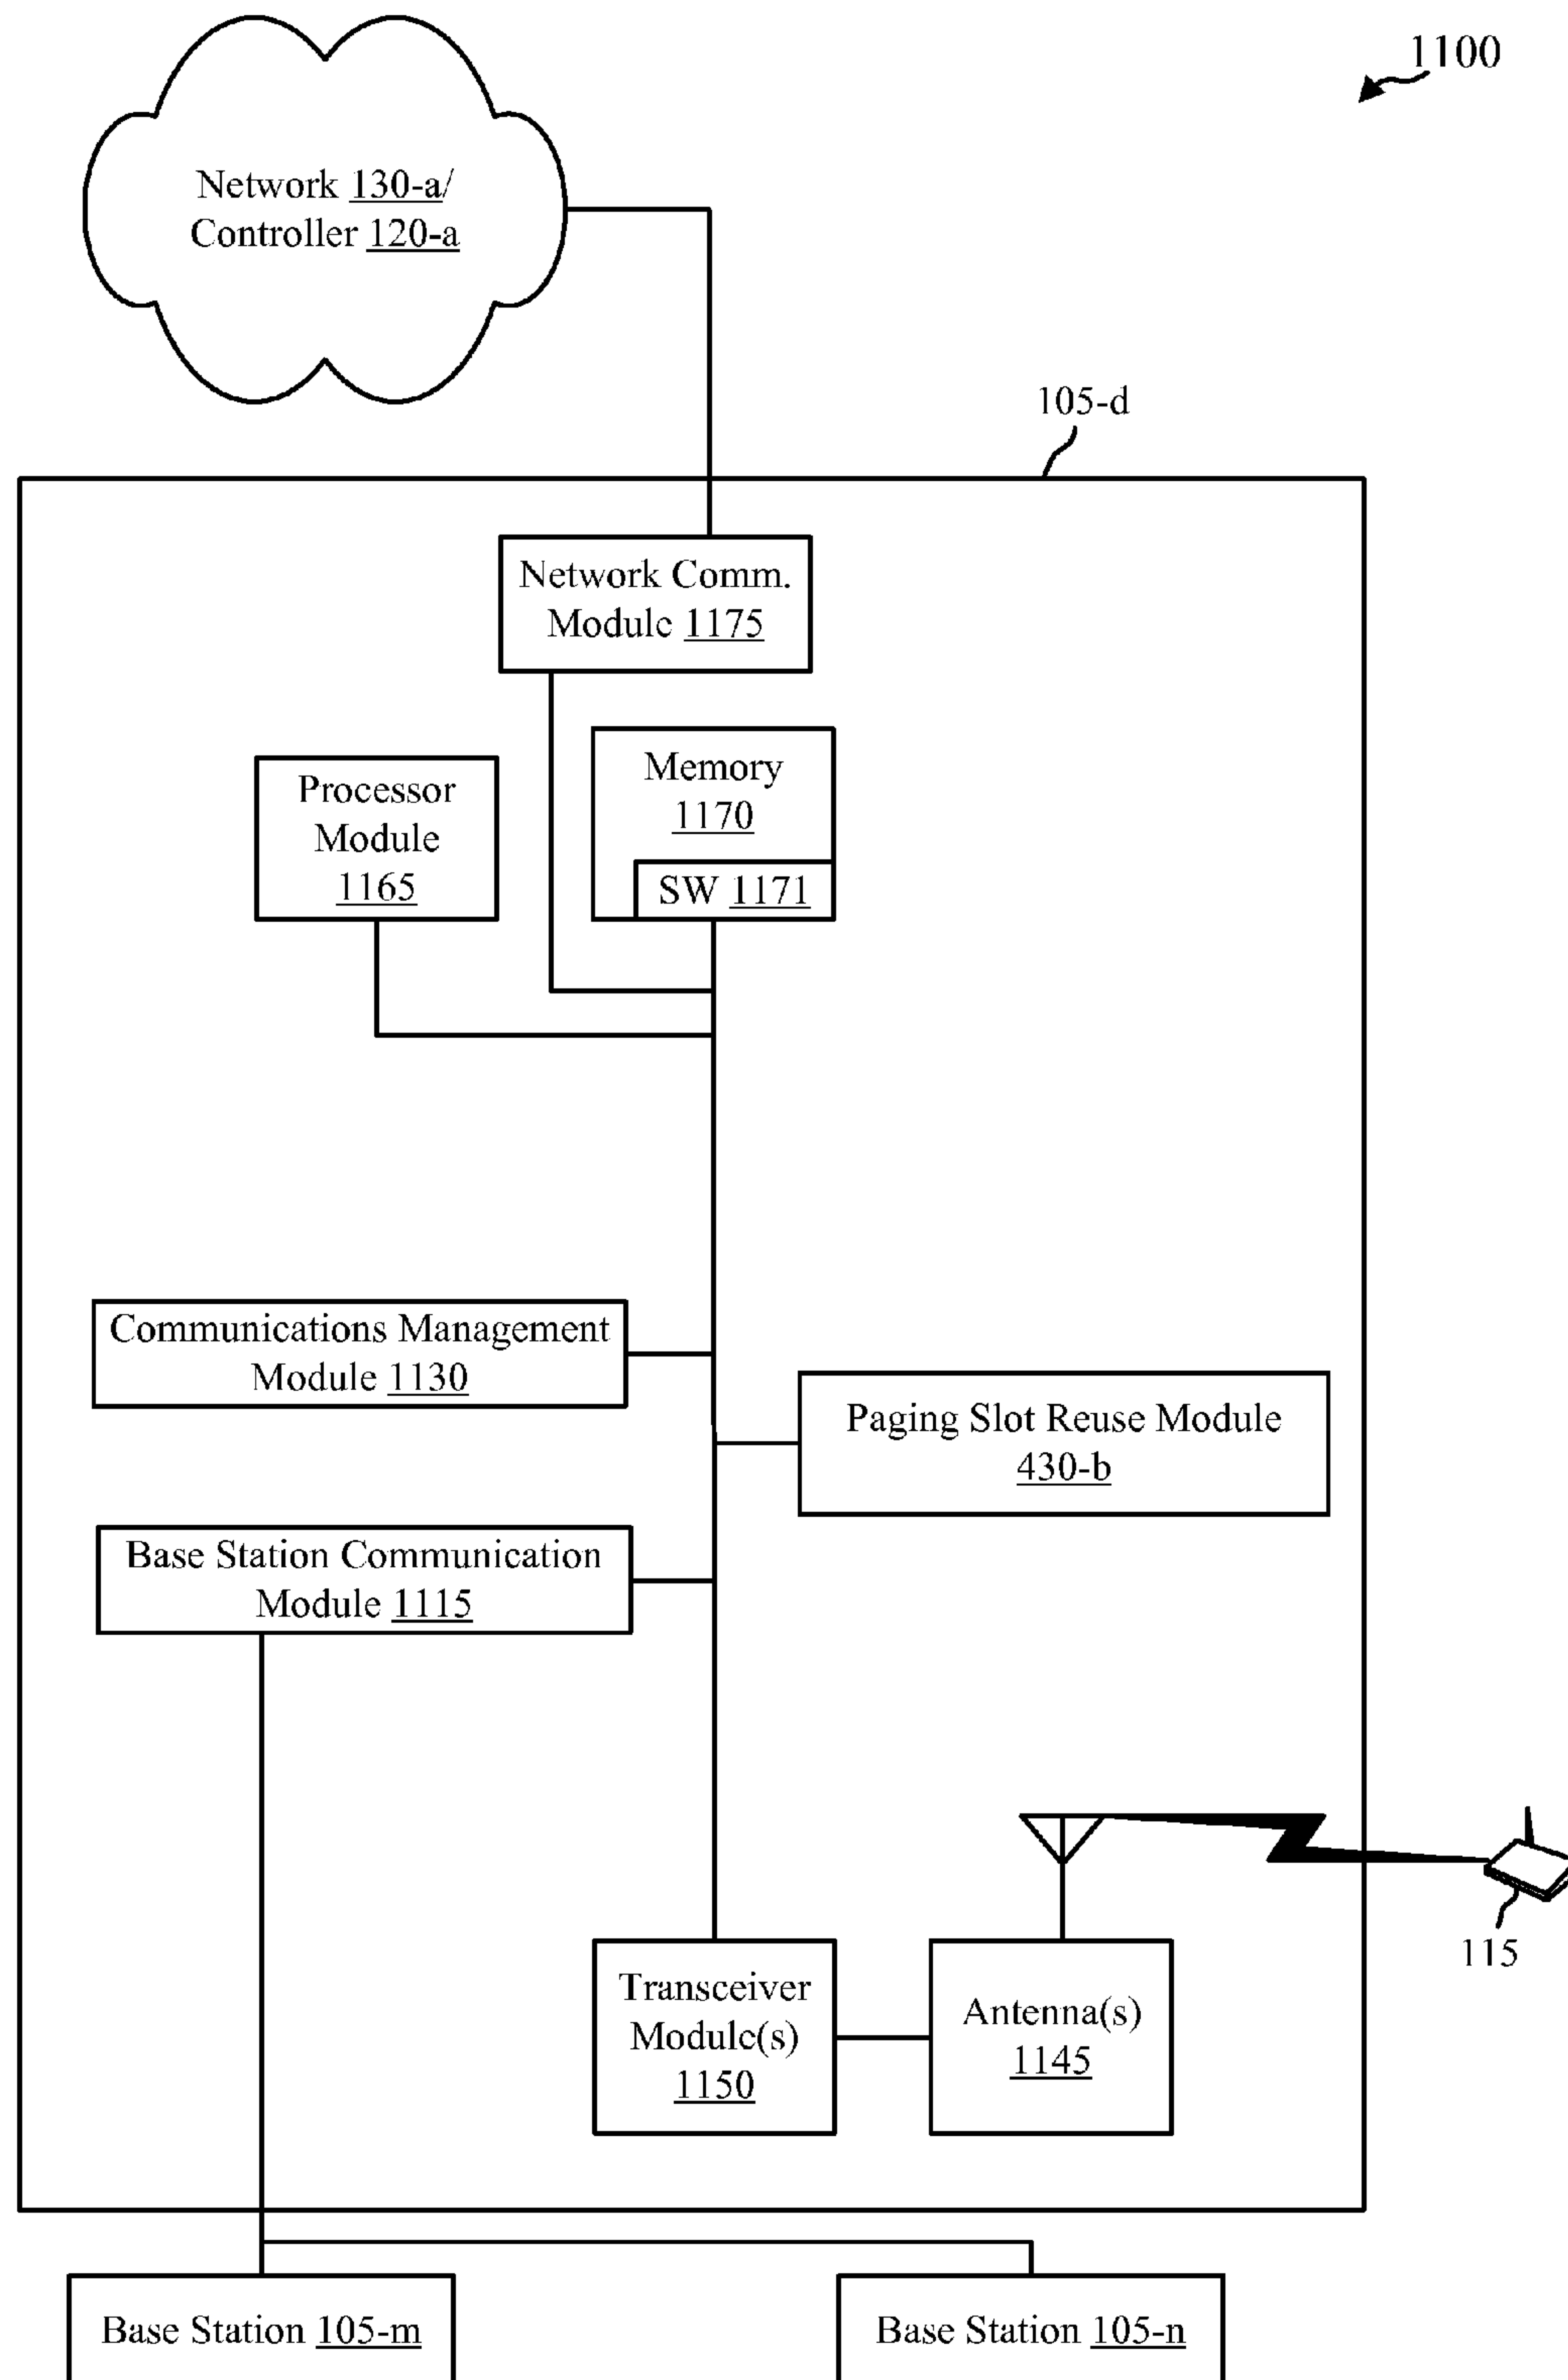 1100
Network 130-a/
Controller 120-a
105-d
Network Comm.
Module 1175
Memory
1170
SW 1171
Processor
Module
1165
Communications Management
Module 1130
Paging Slot Reuse Module
430-b
Base Station Communication
Module 1115
115
Transceiver
Module(s)
1150
Antenna(s)
1145
Base Station 105-m
Base Station 105-n